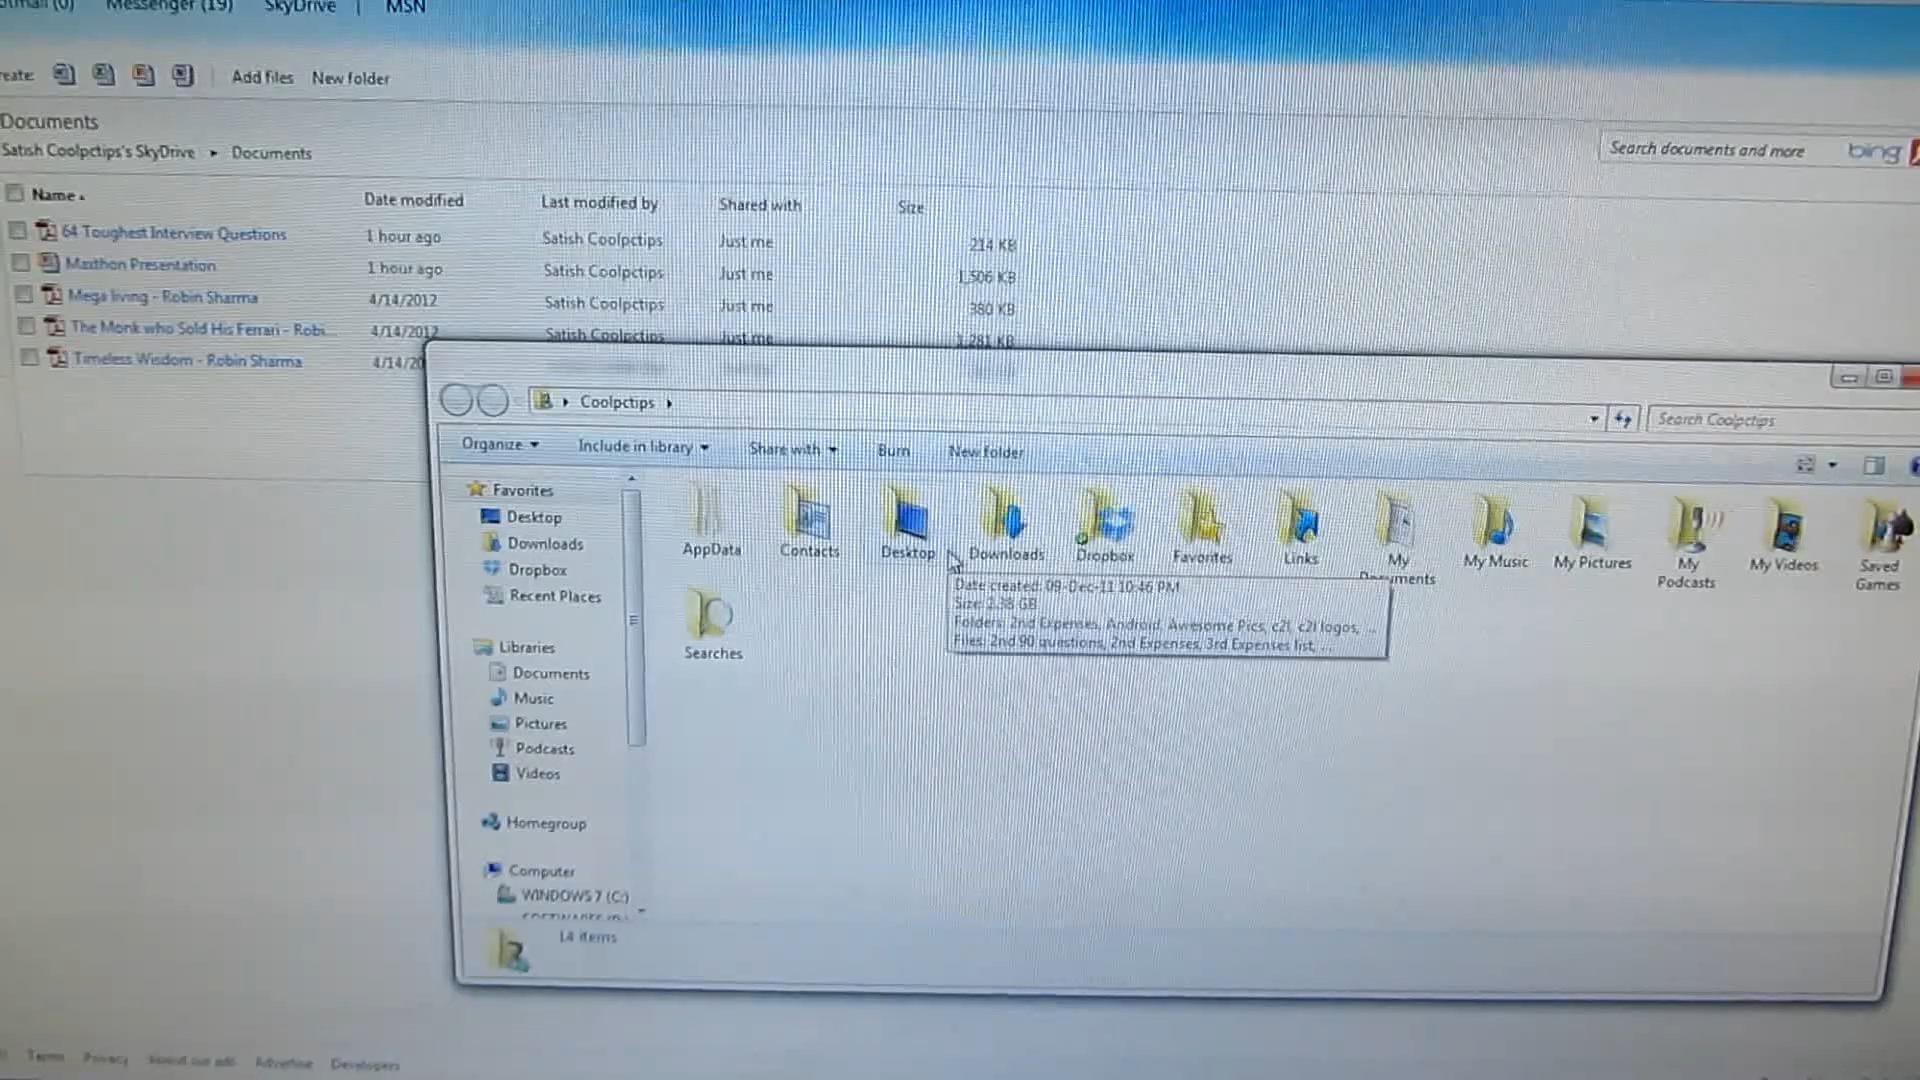 Messenger (19) SkyDrive | MSN
Add files New folder
Documents
Satish Coolpctips's SkyDrive ▸ Documents
Search documents and more bing
Name Date modified Last modified by Shared with Size
64 Toughest Interview Questions 1 hour ago Satish Coolpctips Just me 214 KB
Maxthon Presentation 1 hour ago Satish Coolpctips Just me 1,506 KB
Mega living - Robin Sharma 4/14/2012 Satish Coolpctips Just me 380 KB
The Monk who Sold His Ferrari - Robi... 4/14/2012 Satish Coolpctips Just me 1,281 KB
Timeless Wisdom - Robin Sharma 4/14/20
Coolpctips
Search Coolpctips
Organize Include in library Share with Burn New folder
Favorites
Desktop
Downloads
Dropbox
Recent Places
Libraries
Documents
Music
Pictures
Podcasts
Videos
Homegroup
Computer
WINDOWS 7 (C:)
AppData Contacts Desktop Downloads Dropbox Favorites Links My My Music My Pictures My Podcasts My Videos Saved Games
Searches
Date created: 09-Dec-11 10:46 PM
Size: 2.38 GB
Folders: 2nd Expenses, Android, Awesome Pics, c2l, c2l logos, ...
Files: 2nd 90 questions, 2nd Expenses, 3rd Expenses list, ...
14 items
Terms Privacy About our ads Advertise Developers